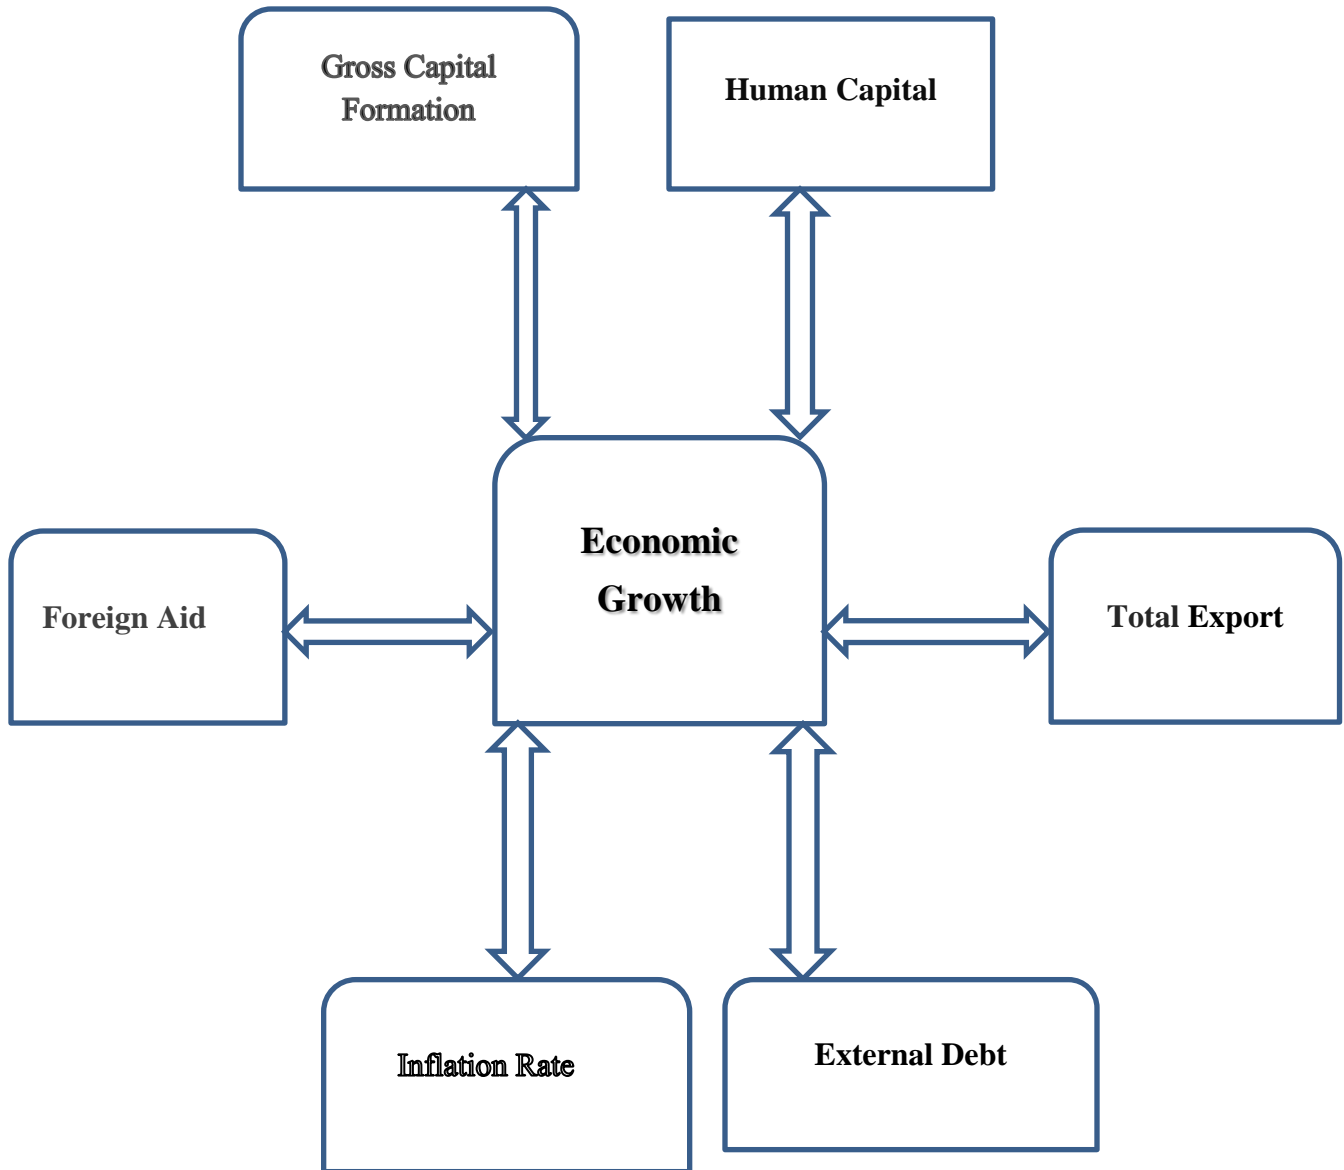 Gross Capital
Formation
Human Capital
Economic
Growth
Foreign Aid
Total Export
Inflation Rate
External Debt